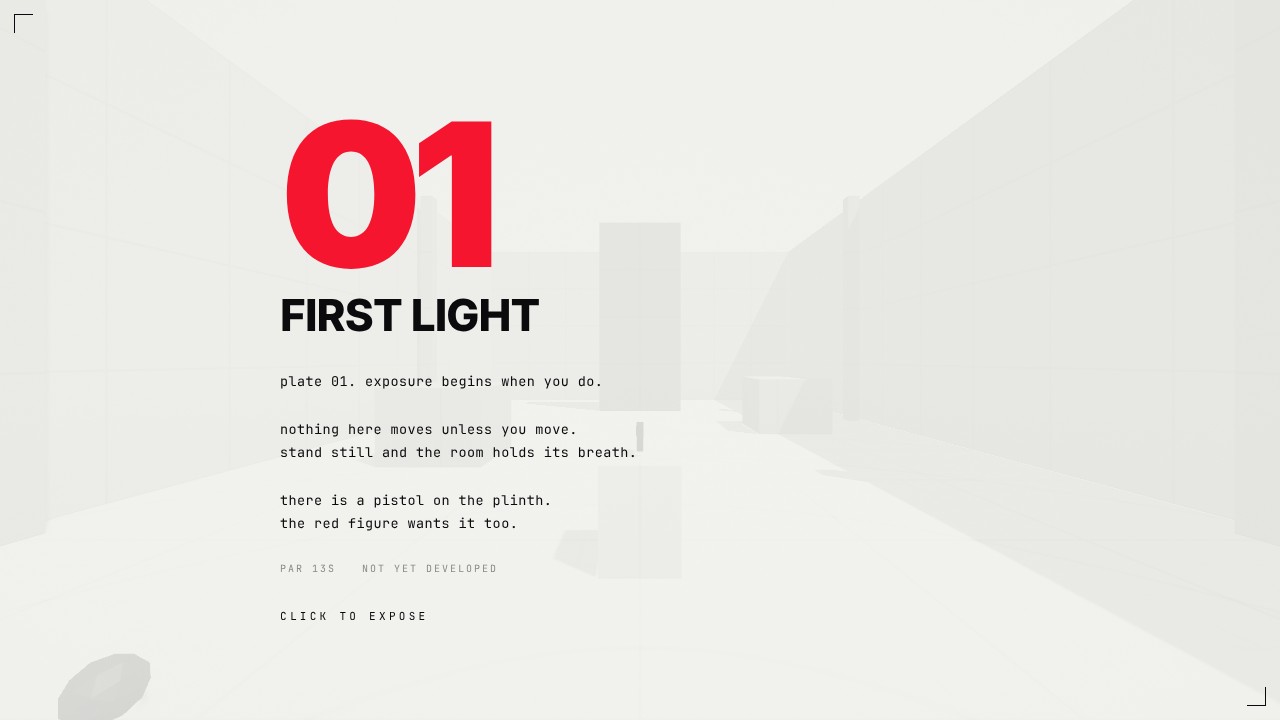 01
FIRST LIGHT
plate 01. exposure begins when you do.
nothing here moves unless you move.
stand still and the room holds its breath.
there is a pistol on the plinth.
the red figure wants it too.
PAR 13S NOT YET DEVELOPED
CLICK TO EXPOSE